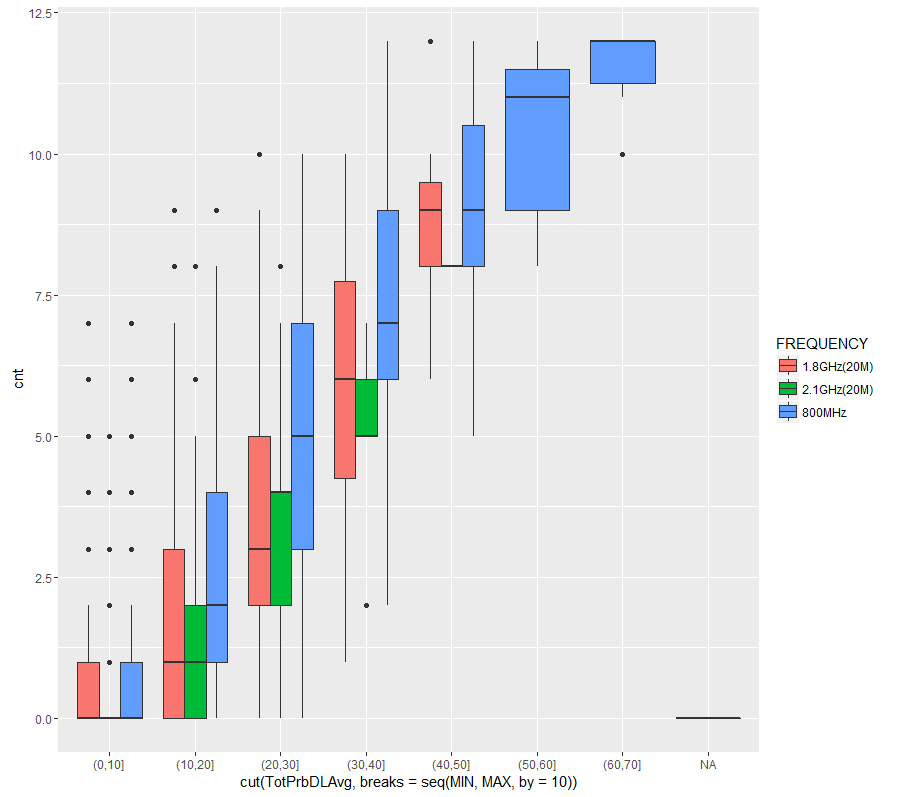 12.5
10.0
7.5
5.0
2.5
0.0
cnt
(0,10] (10,20] (20,30] (30,40] (40,50] (50,60] (60,70] NA
cut(TotPrbDLAvg, breaks = seq(MIN, MAX, by = 10))
FREQUENCY
1.8GHz(20M)
2.1GHz(20M)
800MHz